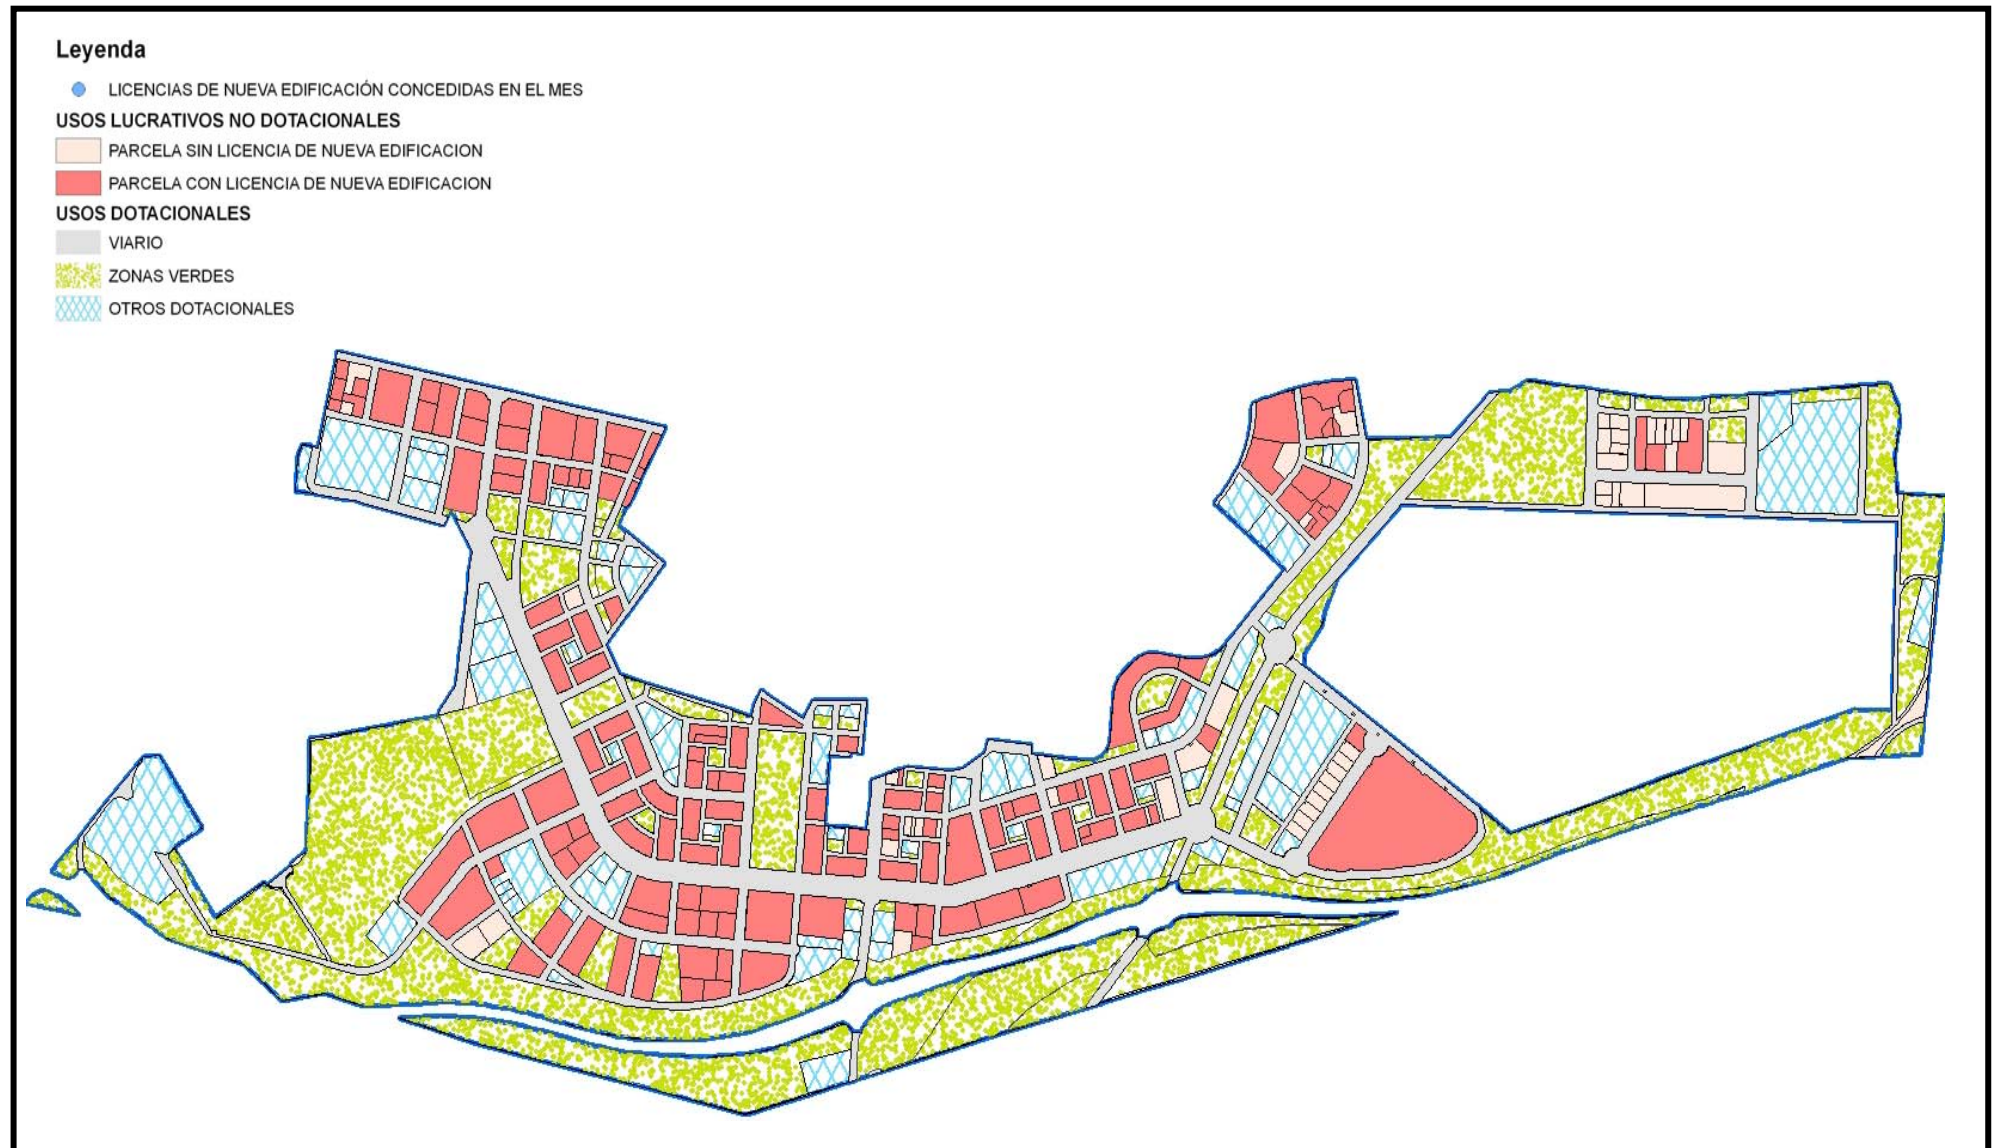 Leyenda
LICENCIAS DE NUEVA EDIFICACIÓN CONCEDIDAS EN EL MES
USOS LUCRATIVOS NO DOTACIONALES
PARCELA SIN LICENCIA DE NUEVA EDIFICACION
PARCELA CON LICENCIA DE NUEVA EDIFICACION
USOS DOTACIONALES
VIARIO
ZONAS VERDES
OTROS DOTACIONALES